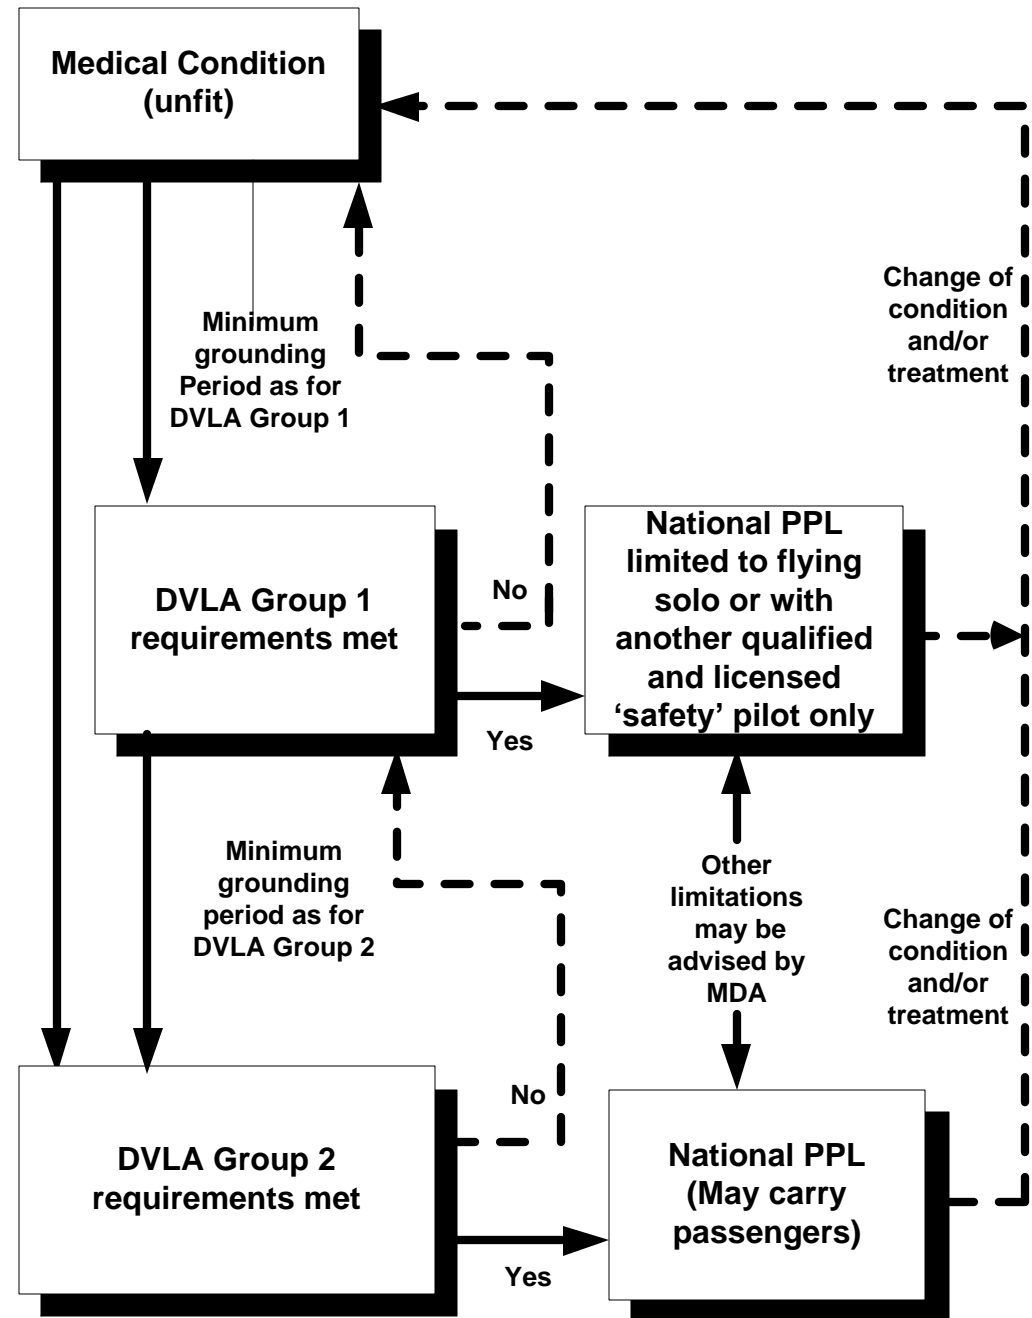 Medical Condition
(unfit)
Change of
condition
and/or
treatment
Minimum
grounding
Period as for
DVLA Group 1
DVLA Group 1
requirements met
No
Yes
National PPL
limited to flying
solo or with
another qualified
and licensed
‘safety’ pilot only
Minimum
grounding
period as for
DVLA Group 2
Other
limitations
may be
advised by
MDA
Change of
condition
and/or
treatment
DVLA Group 2
requirements met
No
Yes
National PPL
(May carry
passengers)